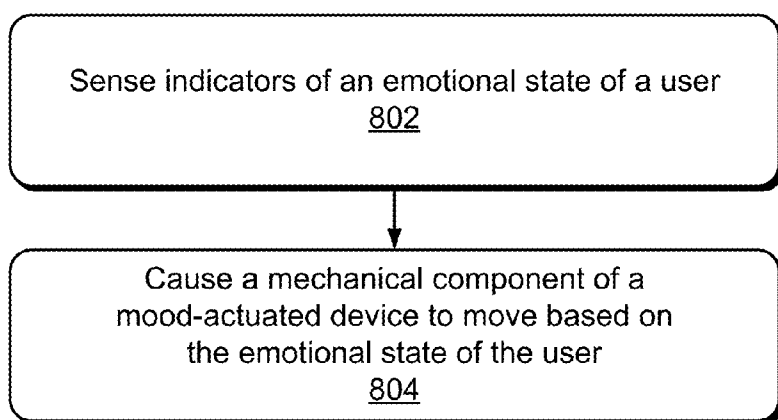 Sense indicators of an emotional state of a user
802
Cause a mechanical component of a
mood-actuated device to move based on
the emotional state of the user
804